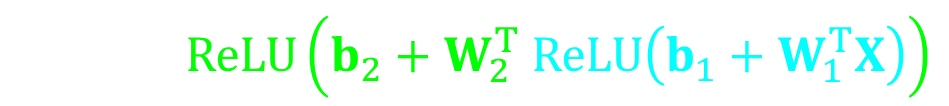 ReLU(b₂ + W₂ᵀ ReLU(b₁ + W₁ᵀX))